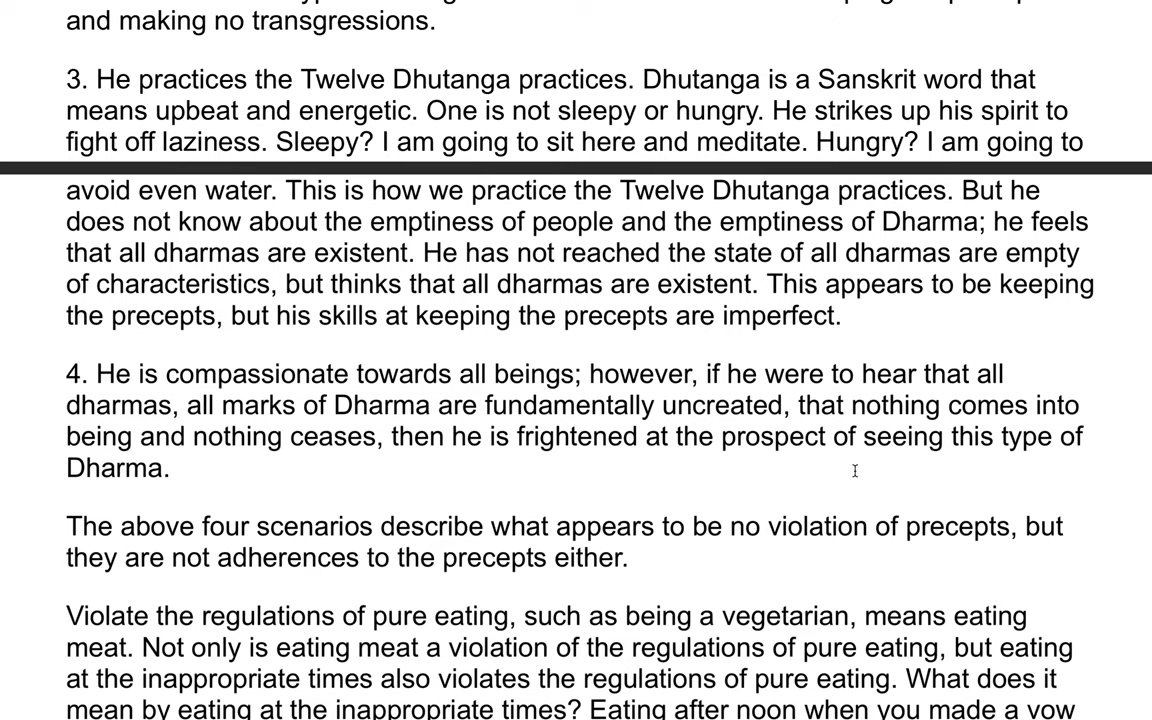 and making no transgressions.
3. He practices the Twelve Dhutanga practices. Dhutanga is a Sanskrit word that
means upbeat and energetic. One is not sleepy or hungry. He strikes up his spirit to
fight off laziness. Sleepy? I am going to sit here and meditate. Hungry? I am going to
avoid even water. This is how we practice the Twelve Dhutanga practices. But he
does not know about the emptiness of people and the emptiness of Dharma; he feels
that all dharmas are existent. He has not reached the state of all dharmas are empty
of characteristics, but thinks that all dharmas are existent. This appears to be keeping
the precepts, but his skills at keeping the precepts are imperfect.
4. He is compassionate towards all beings; however, if he were to hear that all
dharmas, all marks of Dharma are fundamentally uncreated, that nothing comes into
being and nothing ceases, then he is frightened at the prospect of seeing this type of
Dharma.
The above four scenarios describe what appears to be no violation of precepts, but
they are not adherences to the precepts either.
Violate the regulations of pure eating, such as being a vegetarian, means eating
meat. Not only is eating meat a violation of the regulations of pure eating, but eating
at the inappropriate times also violates the regulations of pure eating. What does it
mean by eating at the inappropriate times? Eating after noon when you made a vow